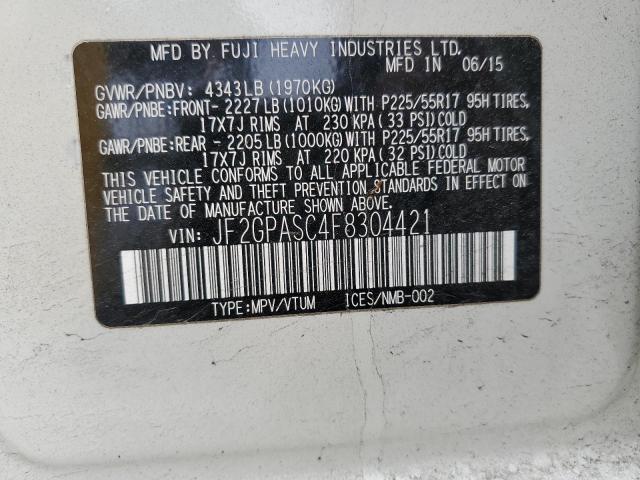 MFD BY FUJI HEAVY INDUSTRIES LTD.
MFD IN 06/15
GVWR/PNBV: 4343LB (1970KG)
GAWR/PNBE:FRONT- 2227LB (1010KG) WITH P225/55R17 95H TIRES,
17X7J RIMS AT 230 KPA (33 PSI) COLD
GAWR/PNBE:REAR - 2205LB (1000KG) WITH P225/55R17 95H TIRES,
17X7J RIMS AT 220 KPA (32 PSI) COLD
THIS VEHICLE CONFORMS TO ALL APPLICABLE FEDERAL MOTOR
VEHICLE SAFETY AND THEFT PREVENTION STANDARDS IN EFFECT ON
THE DATE OF MANUFACTURE SHOWN ABOVE.
VIN: JF2GPASC4F8304421
TYPE:MPV/VTUM ICES/NMB-002